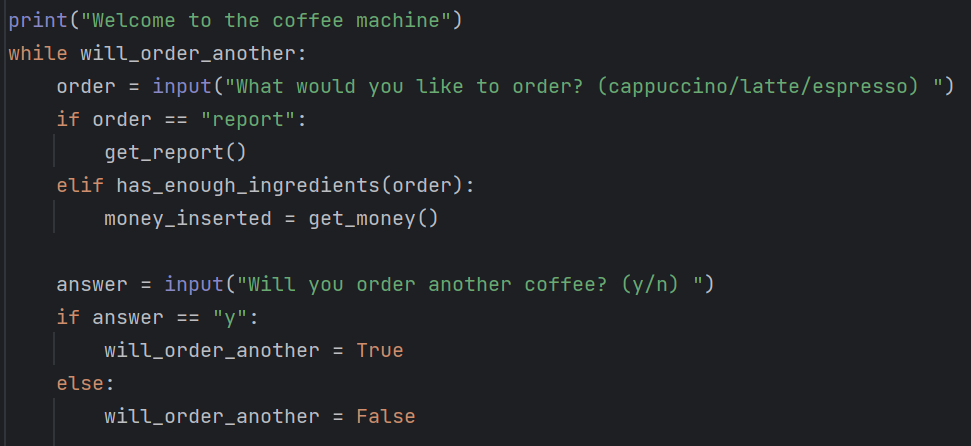 print("Welcome to the coffee machine")
while will_order_another:
    order = input("What would you like to order? (cappuccino/latte/espresso) ")
    if order == "report":
        get_report()
    elif has_enough_ingredients(order):
        money_inserted = get_money()

    answer = input("Will you order another coffee? (y/n) ")
    if answer == "y":
        will_order_another = True
    else:
        will_order_another = False